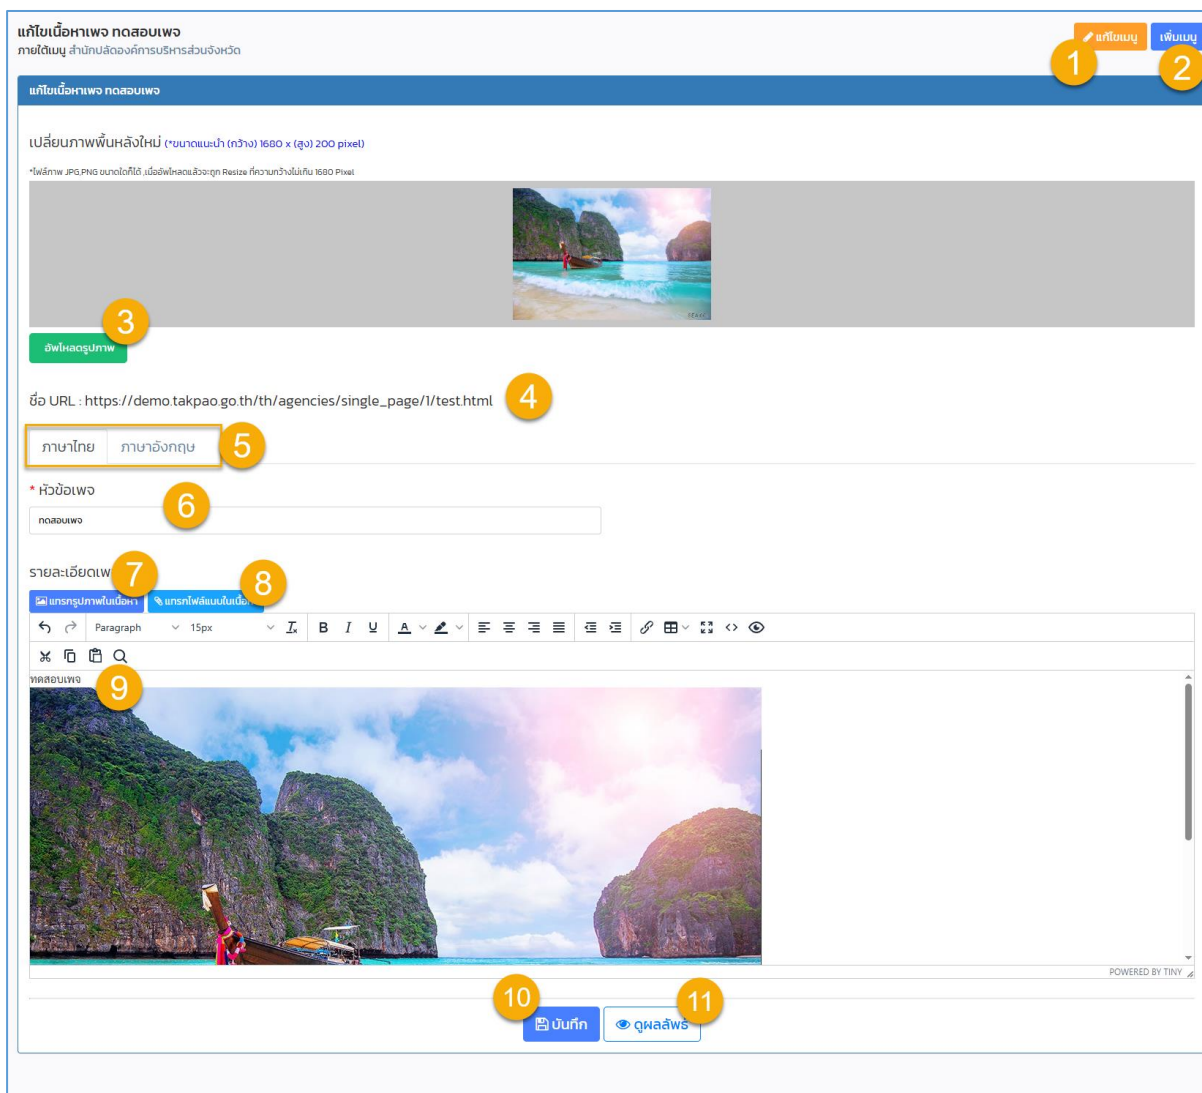 แก้ไขเนื้อหาเพจ ทดสอบเพจ
ภายใต้เมนู สำนักปลัดองค์การบริหารส่วนจังหวัด
แก้ไขเมนู
เพิ่มเมนู
1
2
แก้ไขเนื้อหาเพจ ทดสอบเพจ
เปลี่ยนภาพพื้นหลังใหม่ (*ขนาดแนะนำ (กว้าง) 1680 x (สูง) 200 pixel)
*ไฟล์ภาพ JPG,PNG ขนาดใดก็ได้ ,เมื่ออัพโหลดแล้วจะถูก Resize ที่ความกว้างไม่เกิน 1680 Pixel
3
อัพโหลดรูปภาพ
ชื่อ URL : https://demo.takpao.go.th/th/agencies/single_page/1/test.html
4
ภาษาไทย ภาษาอังกฤษ
5
* หัวข้อเพจ
6
ทดสอบเพจ
รายละเอียดเพ
7
8
แทรกรูปภาพในเนื้อหา
แทรกไฟล์แนบในเนื้อ
Paragraph 15px
ทดสอบเพจ
9
POWERED BY TINY
10
11
บันทึก
ดูผลลัพธ์